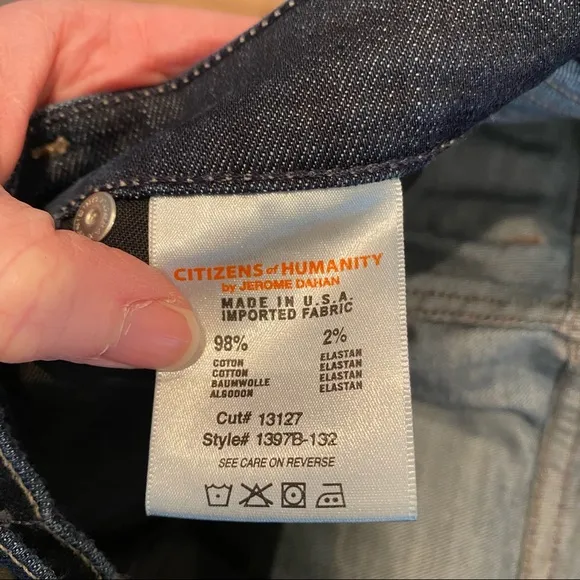 CITIZENS of HUMANITY
by JEROME DAHAN
MADE IN U.S.A.
IMPORTED FABRIC
98% 2%
COTON ELASTAN
COTTON ELASTAN
BAUMWOLLE ELASTAN
ALGODON ELASTAN
Cut# 13127
Style# 1397B-132
SEE CARE ON REVERSE